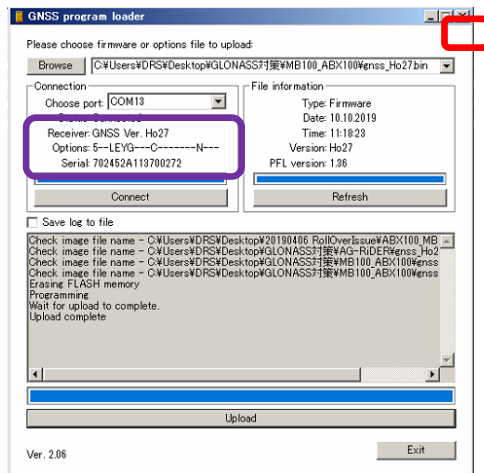 GNSS program loader
Please choose firmware or options file to upload:
Browse
C:¥Users¥DRS¥Desktop¥GLONASS対策¥MB100_ABX100¥gnss_Ho27.bin
Connection
Choose port: COM13
Receiver: GNSS Ver. Ho27
Options: 5--LEYG---C-------N---
Serial: 702452A113700272
Connect
File information
Type: Firmware
Date: 10.10.2019
Time: 11:18:23
Version: Ho27
PFL version: 1.36
Refresh
Save log to file
Check image file name - C:¥Users¥DRS¥Desktop¥20190406 RollOverIssue¥ABX100_MB
Check image file name - C:¥Users¥DRS¥Desktop¥GLONASS対策¥AG-RiDER¥gnss_Ho2
Check image file name - C:¥Users¥DRS¥Desktop¥GLONASS対策¥MB100_ABX100¥gnss
Check image file name - C:¥Users¥DRS¥Desktop¥GLONASS対策¥MB100_ABX100¥gnss
Erasing FLASH memory
Programming
Wait for upload to complete.
Upload complete
Upload
Ver. 2.06
Exit